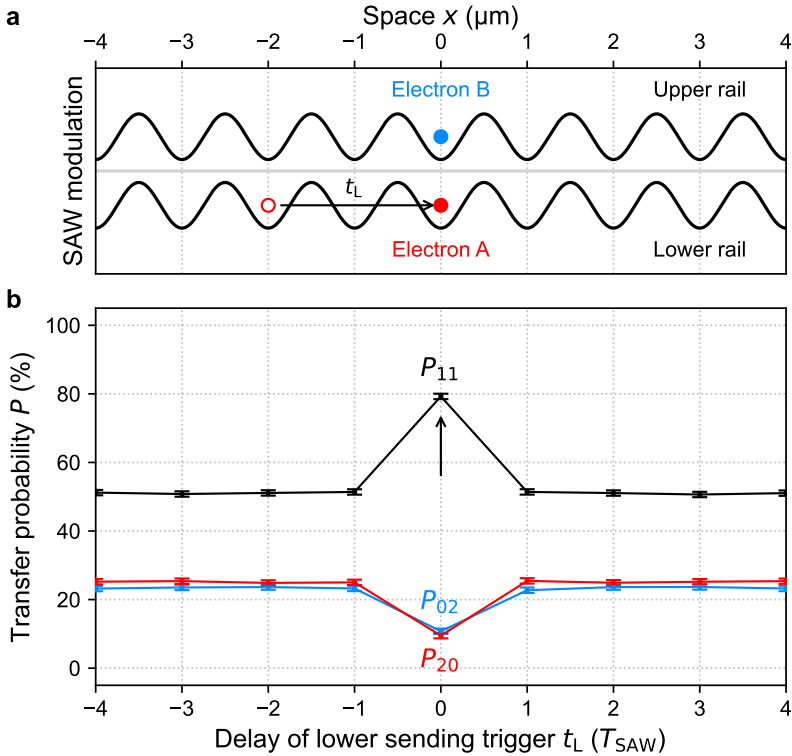 a
Space x (μm)
−4 −3 −2 −1 0 1 2 3 4
SAW modulation
Electron B
Upper rail
tL
Electron A
Lower rail
b
Transfer probability P (%)
100
80
60
40
20
0
P11
P02
P20
−4 −3 −2 −1 0 1 2 3 4
Delay of lower sending trigger tL (TSAW)